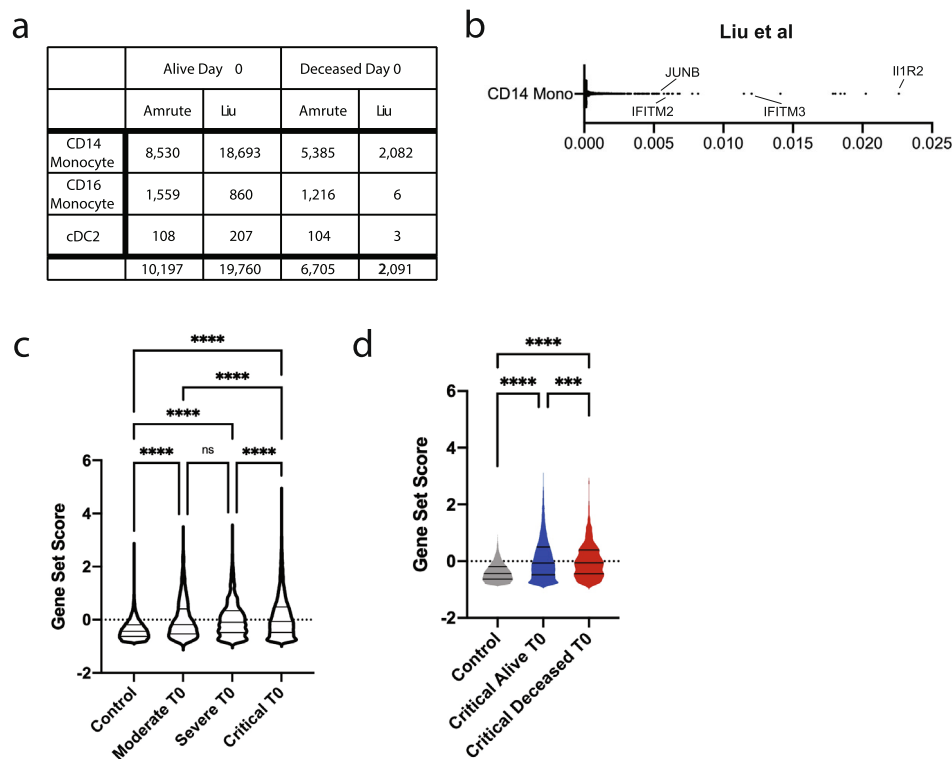 a
Alive Day 0 Deceased Day 0
Amrute Liu Amrute Liu
CD14 Monocyte 8,530 18,693 5,385 2,082
CD16 Monocyte 1,559 860 1,216 6
cDC2 108 207 104 3
10,197 19,760 6,705 2,091
b
Liu et al
JUNB Il1R2
CD14 Mono
IFITM2 IFITM3
0.000 0.005 0.010 0.015 0.020 0.025
c
****
****
****
**** ns ****
6
4
2
0
-2
Gene Set Score
Control Moderate T0 Severe T0 Critical T0
d
****
**** ***
6
4
2
0
-2
Gene Set Score
Control Critical Alive T0 Critical Deceased T0